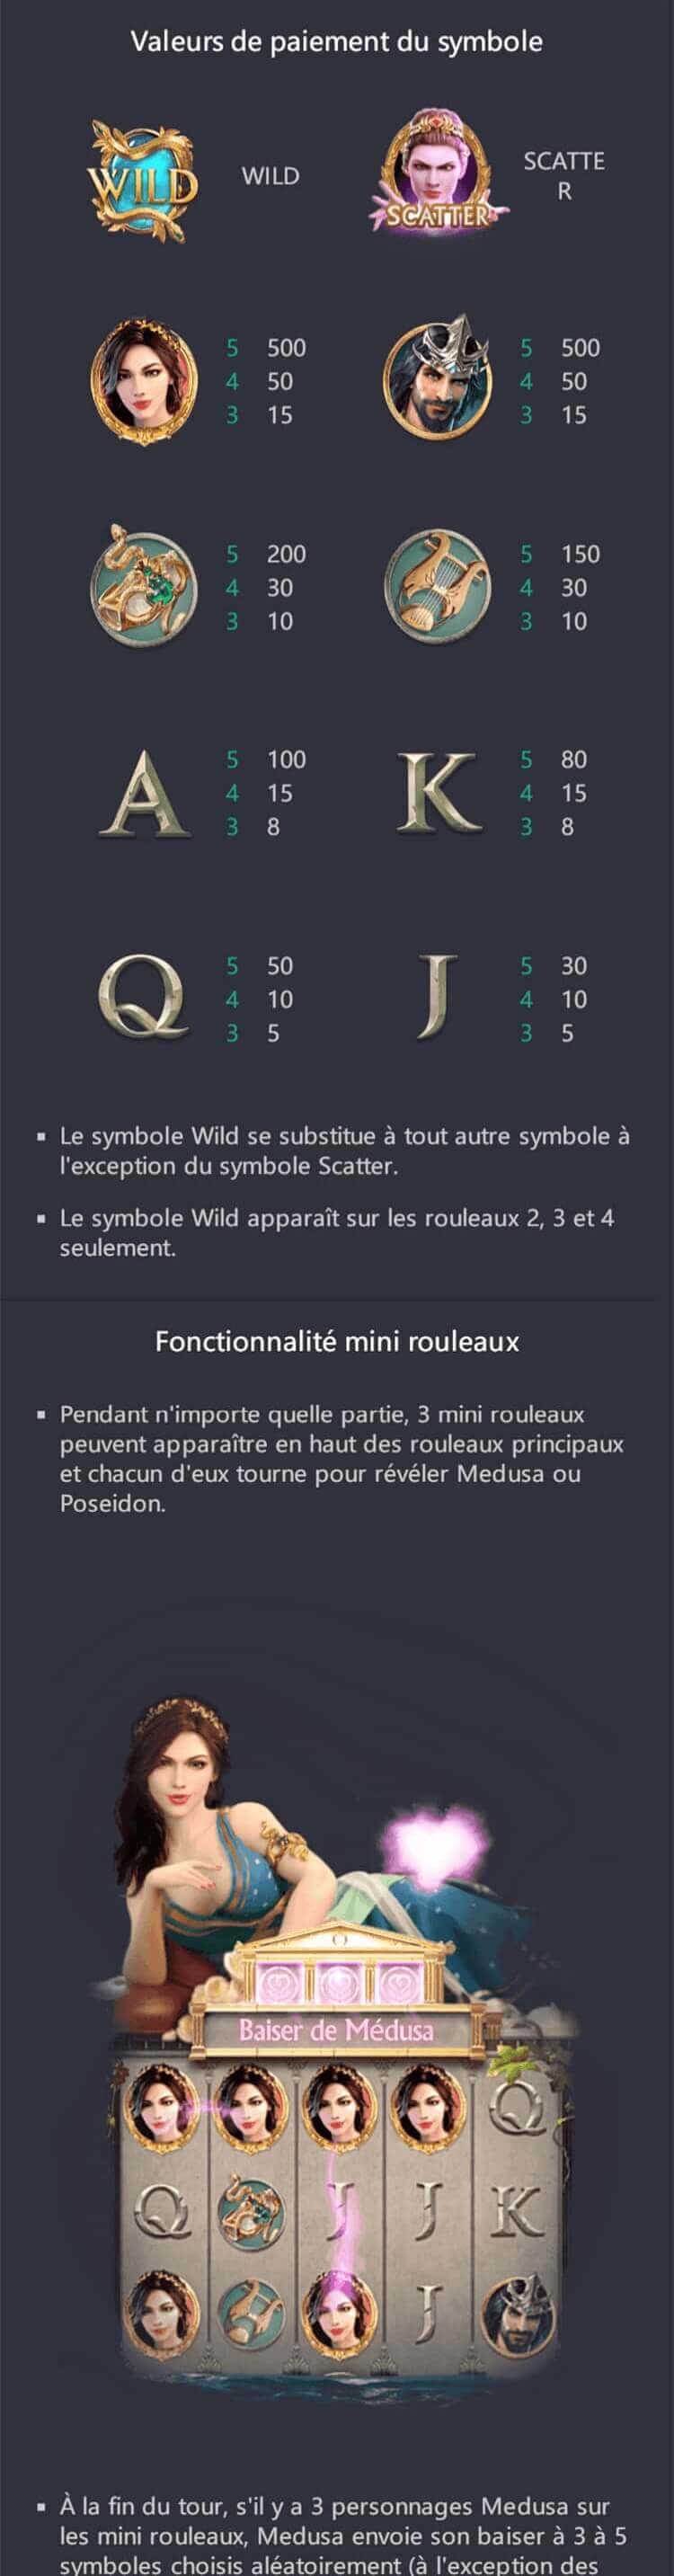 Valeurs de paiement du symbole
WILD WILD SCATTER SCATTE
R
5 500 5 500
4 50 4 50
3 15 3 15
5 200 5 150
4 30 4 30
3 10 3 10
A 5 100 K 5 80
4 15 4 15
3 8 3 8
Q 5 50 J 5 30
4 10 4 10
3 5 3 5
▪ Le symbole Wild se substitue à tout autre symbole à
l'exception du symbole Scatter.
▪ Le symbole Wild apparaît sur les rouleaux 2, 3 et 4
seulement.
Fonctionnalité mini rouleaux
▪ Pendant n'importe quelle partie, 3 mini rouleaux
peuvent apparaître en haut des rouleaux principaux
et chacun d'eux tourne pour révéler Medusa ou
Poseidon.
Baiser de Médusa
Q
Q J J K
J
▪ À la fin du tour, s'il y a 3 personnages Medusa sur
les mini rouleaux, Medusa envoie son baiser à 3 à 5
symboles choisis aléatoirement (à l'exception des